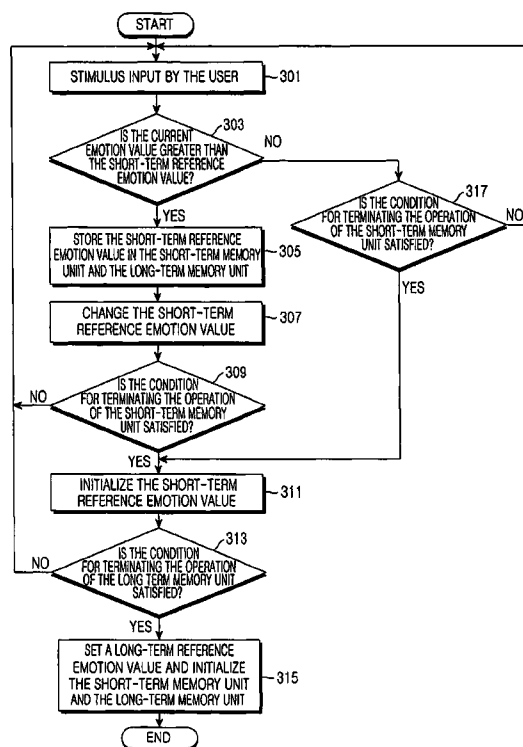 START
STIMULUS INPUT BY THE USER
301
303
IS THE CURRENT
EMOTION VALUE GREATER THAN
THE SHORT-TERM REFERENCE
EMOTION VALUE?
NO
YES
317
IS THE CONDITION
FOR TERMINATING THE OPERATION
OF THE SHORT-TERM MEMORY
UNIT SATISFIED?
NO
YES
STORE THE SHORT-TERM REFERENCE
EMOTION VALUE IN THE SHORT-TERM MEMORY
UNIT AND THE LONG-TERM MEMORY UNIT
305
CHANGE THE SHORT-TERM
REFERENCE EMOTION VALUE
307
309
IS THE CONDITION
FOR TERMINATING THE OPERATION
OF THE SHORT-TERM MEMORY
UNIT SATISFIED?
NO
YES
INITIALIZE THE SHORT-TERM
REFERENCE EMOTION VALUE
311
313
IS THE CONDITION
FOR TERMINATING THE OPERATION
OF THE LONG TERM MEMORY UNIT
SATISFIED?
NO
YES
SET A LONG-TERM REFERENCE
EMOTION VALUE AND INITIALIZE
THE SHORT-TERM MEMORY UNIT
AND THE LONG-TERM MEMORY UNIT
315
END